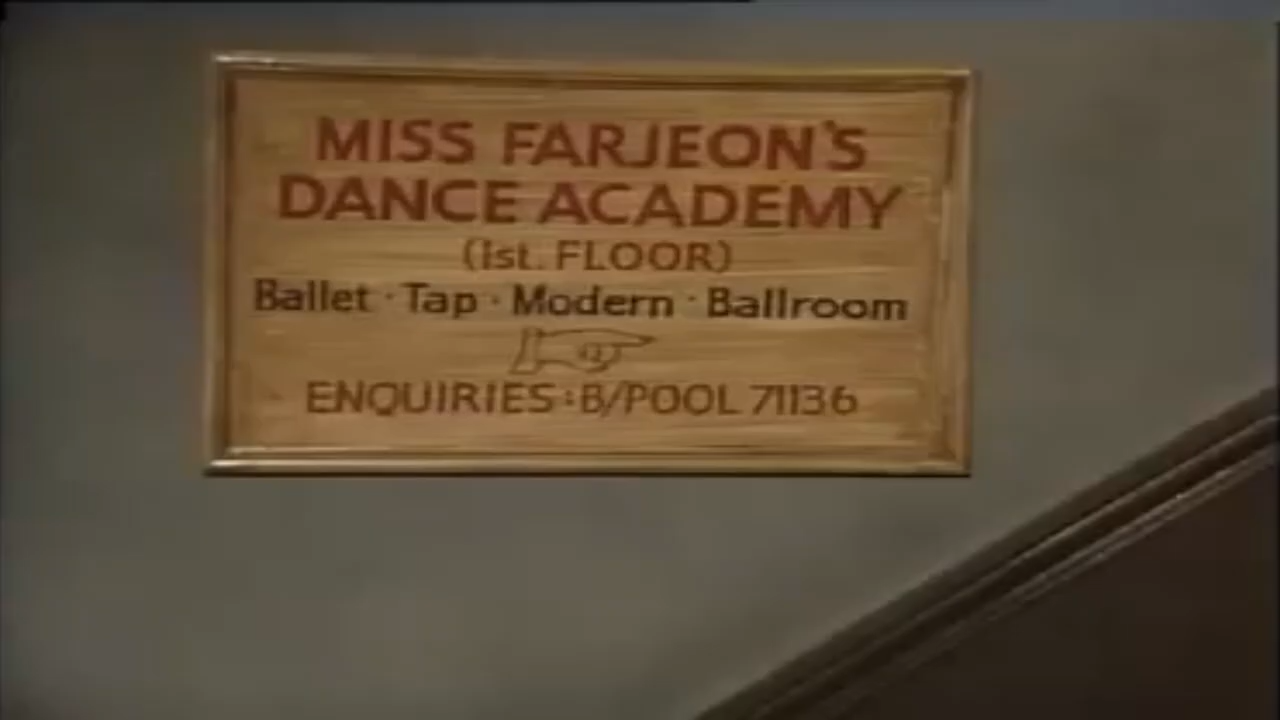 MISS FARJEON'S
DANCE ACADEMY
(1st. FLOOR)
Ballet · Tap · Modern · Ballroom
ENQUIRIES: B/POOL 71136